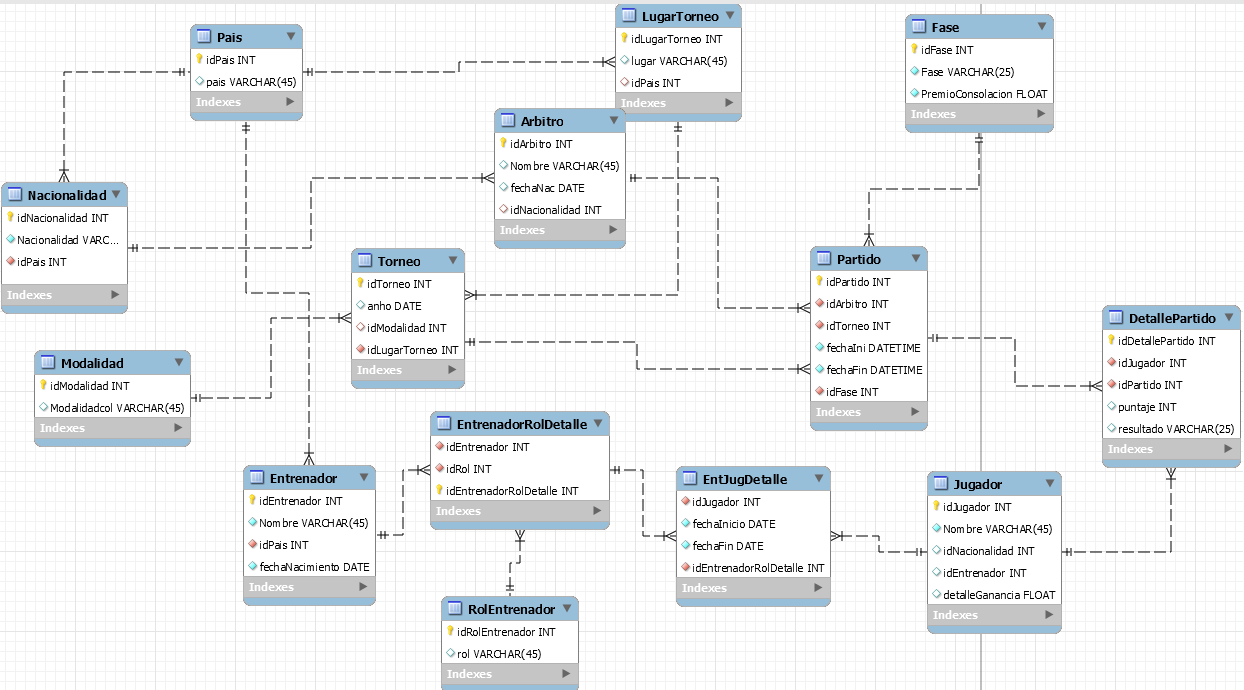 Pais
idPais INT
pais VARCHAR(45)
Indexes
LugarTorneo
idLugarTorneo INT
lugar VARCHAR(45)
idPais INT
Indexes
Fase
idFase INT
Fase VARCHAR(25)
PremioConsolacion FLOAT
Indexes
Arbitro
idArbitro INT
Nombre VARCHAR(45)
fechaNac DATE
idNacionalidad INT
Indexes
Nacionalidad
idNacionalidad INT
Nacionalidad VARC...
idPais INT
Indexes
Torneo
idTorneo INT
anho DATE
idModalidad INT
idLugarTorneo INT
Indexes
Partido
idPartido INT
idArbitro INT
idTorneo INT
fechaIni DATETIME
fechaFin DATETIME
idFase INT
Indexes
DetallePartido
idDetallePartido INT
idJugador INT
idPartido INT
puntaje INT
resultado VARCHAR(25)
Indexes
Modalidad
idModalidad INT
Modalidadcol VARCHAR(45)
Indexes
EntrenadorRolDetalle
idEntrenador INT
idRol INT
idEntrenadorRolDetalle INT
Indexes
Entrenador
idEntrenador INT
Nombre VARCHAR(45)
idPais INT
fechaNacimiento DATE
Indexes
EntJugDetalle
idJugador INT
fechaInicio DATE
fechaFin DATE
idEntrenadorRolDetalle INT
Indexes
Jugador
idJugador INT
Nombre VARCHAR(45)
idNacionalidad INT
idEntrenador INT
detalleGanancia FLOAT
Indexes
RolEntrenador
idRolEntrenador INT
rol VARCHAR(45)
Indexes